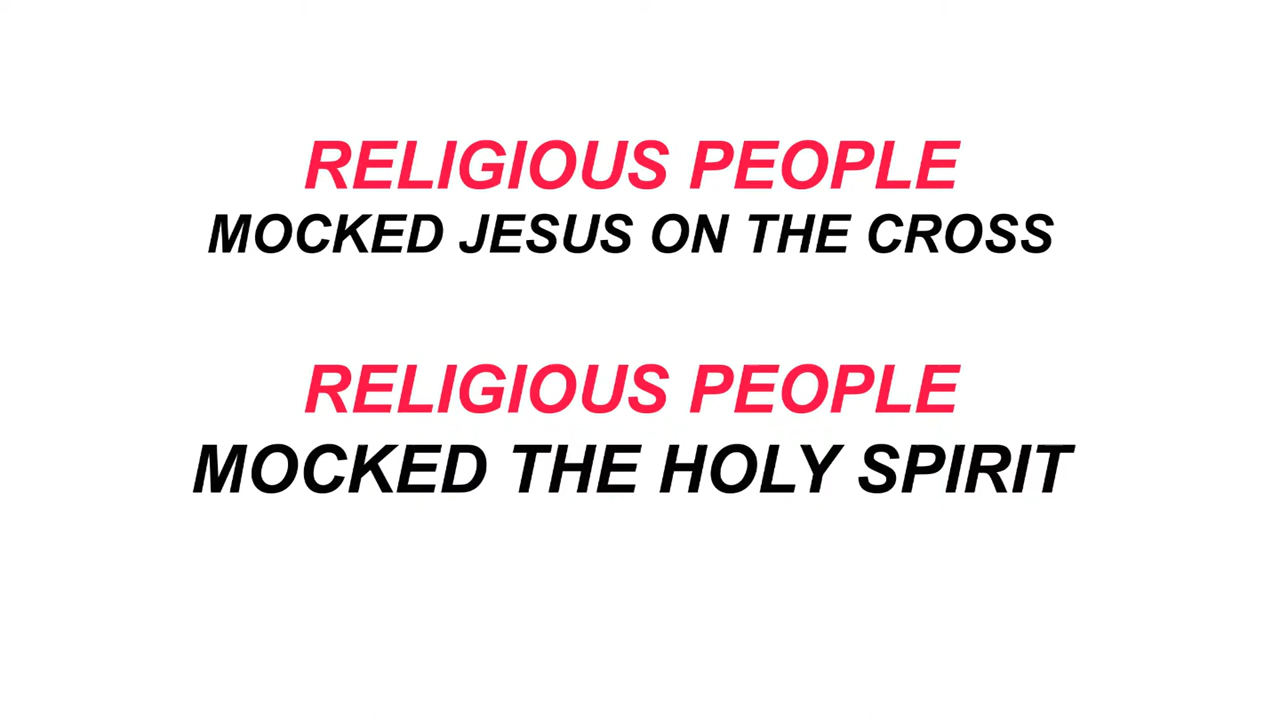 RELIGIOUS PEOPLE
MOCKED JESUS ON THE CROSS
RELIGIOUS PEOPLE
MOCKED THE HOLY SPIRIT